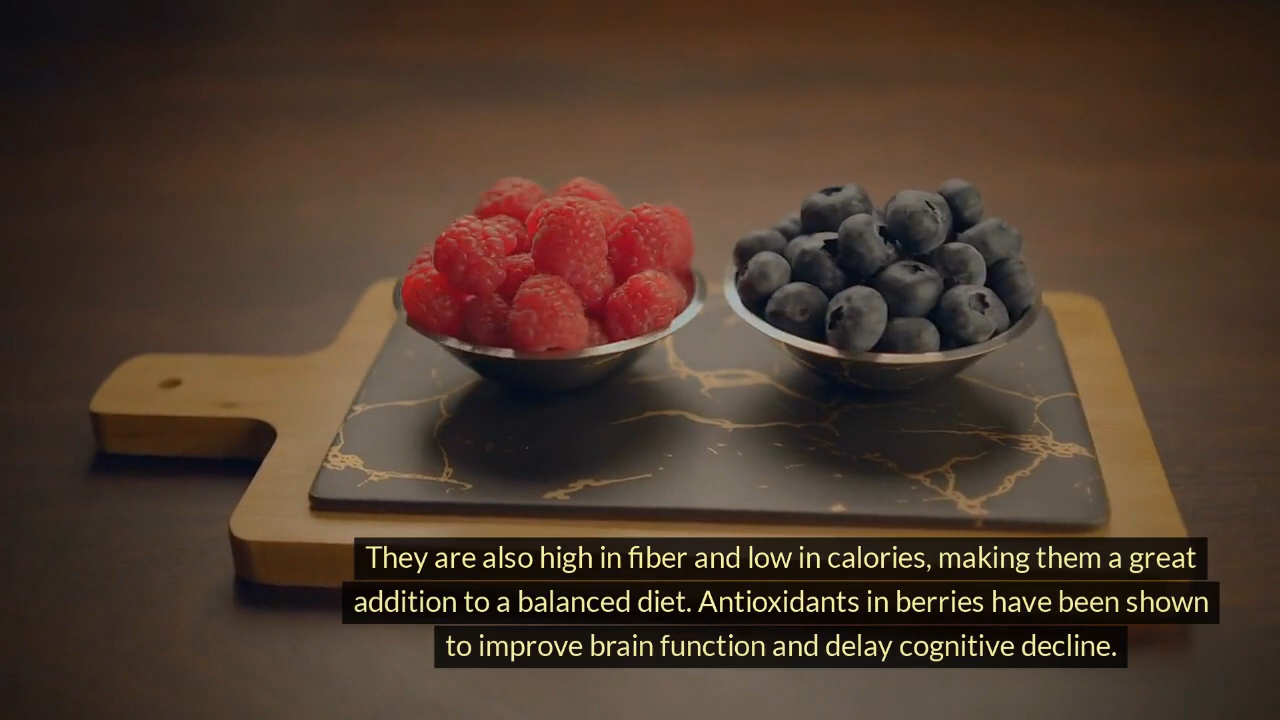 They are also high in fiber and low in calories, making them a great
addition to a balanced diet. Antioxidants in berries have been shown
to improve brain function and delay cognitive decline.